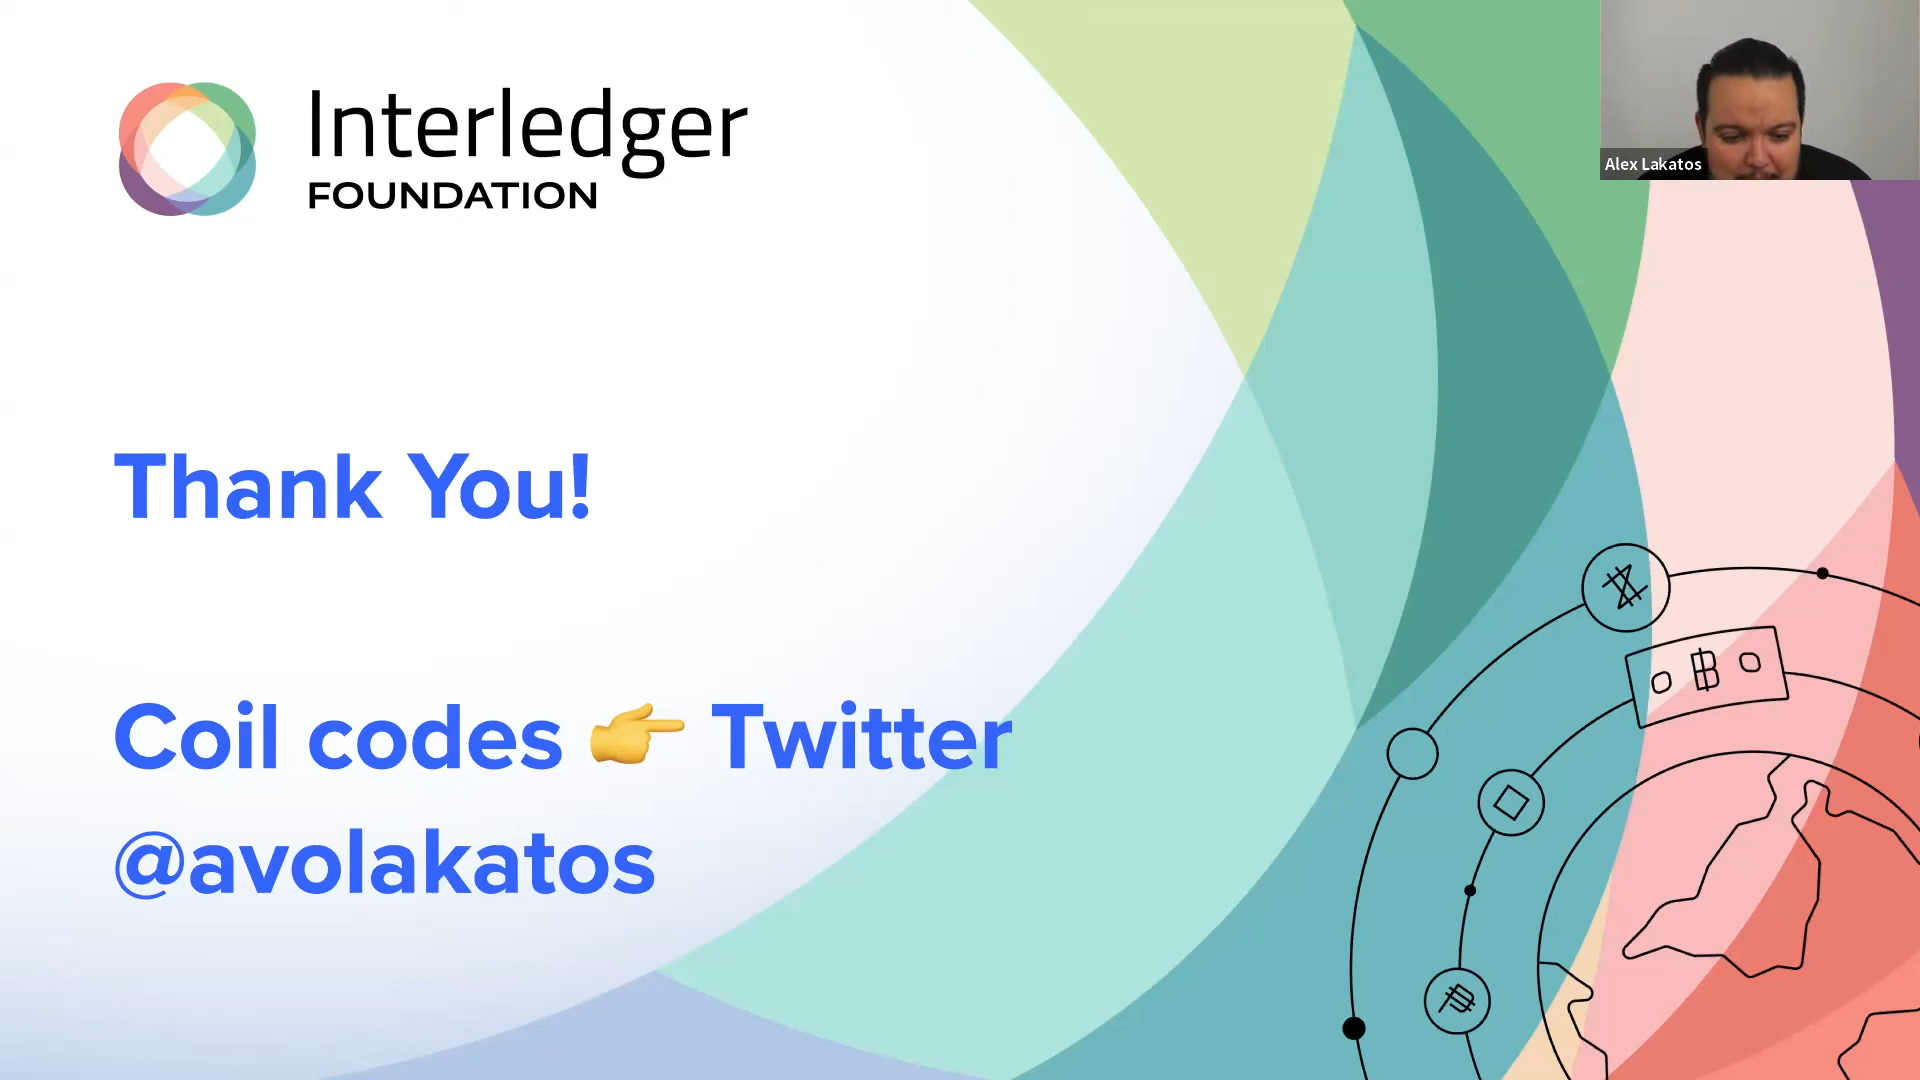 Interledger
FOUNDATION
Alex Lakatos
Thank You!
Coil codes 👉 Twitter
@avolakatos